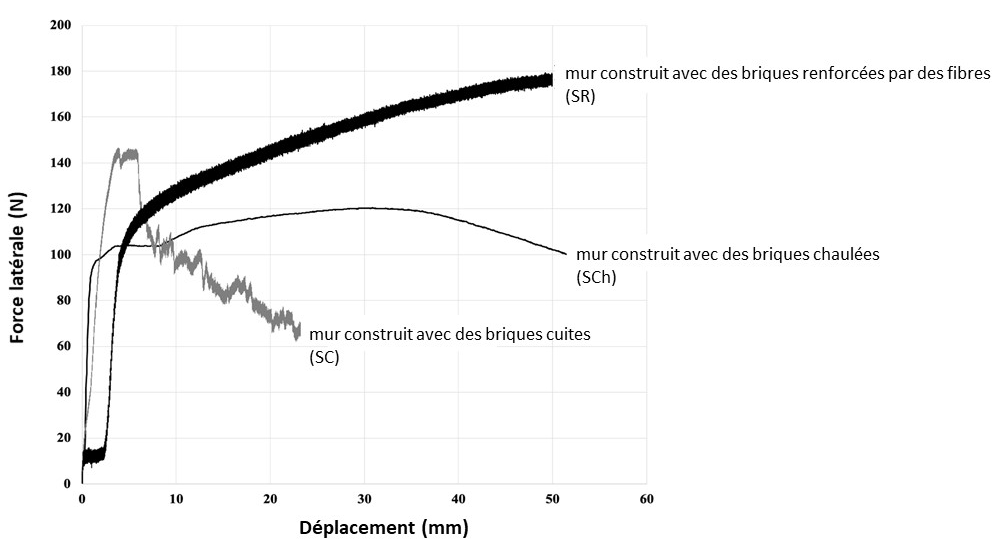 200
180
160
140
120
100
80
60
40
20
0
0 10 20 30 40 50 60
Force laterale (N)
Déplacement (mm)
mur construit avec des briques renforcées par des fibres
(SR)
mur construit avec des briques chaulées
(SCh)
mur construit avec des briques cuites
(SC)